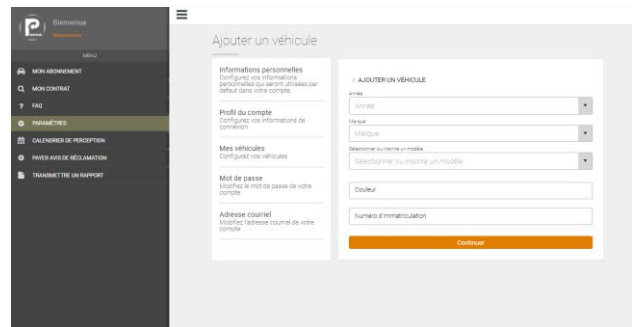 Bienvenue
MENU
MON ABONNEMENT
MON CONTRAT
? FAQ
PARAMÈTRES
CALENDRIER DE PERCEPTION
PAYER AVIS DE RÉCLAMATION
TRANSMETTRE UN RAPPORT
Ajouter un véhicule
Informations personnelles
Configurez vos informations
personnelles qui seront utilisées par
défaut dans votre compte.
Profil du compte
Configurez vos informations de
connexion
Mes véhicules
Configurez vos véhicules
Mot de passe
Modifiez le mot de passe de votre
compte
Adresse courriel
Modifiez l'adresse courriel de votre
compte
‹ AJOUTER UN VÉHICULE
Année
Année
Marque
Marque
Sélectionner ou inscrire un modèle
Sélectionner ou inscrire un modèle
Couleur
Numéro d'immatriculation
Continuer